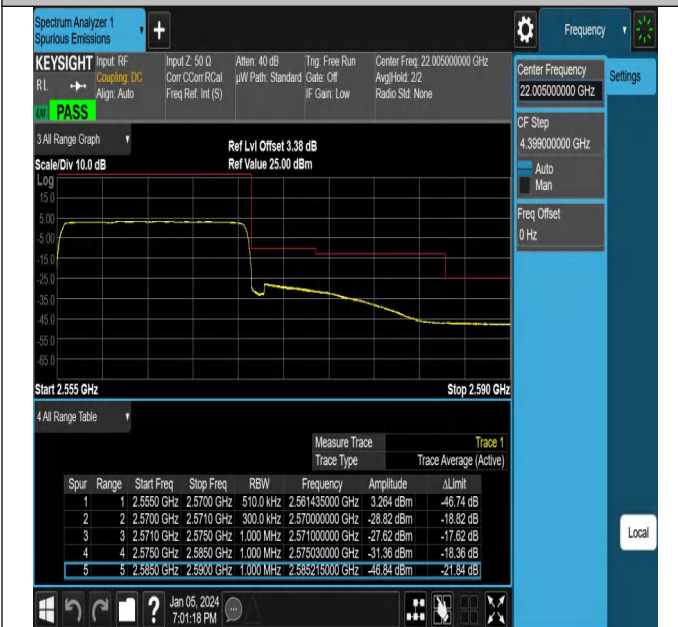 Spectrum Analyzer 1
Spurious Emissions
Frequency
KEYSIGHT Input: RF Input Z: 50 Ω Atten: 40 dB Trig: Free Run Center Freq: 22.005000000 GHz
RL Coupling: DC Corr CCorr RCal µW Path: Standard Gate: Off Avg|Hold: 2/2
Align: Auto Freq Ref: Int (S) IF Gain: Low Radio Std: None
PASS
Center Frequency
22.005000000 GHz
Settings
CF Step
4.399000000 GHz
Auto
Man
Freq Offset
0 Hz
3 All Range Graph
Ref Lvl Offset 3.38 dB
Scale/Div 10.0 dB Ref Value 25.00 dBm
Log
15.0
5.00
-5.00
-15.0
-25.0
-35.0
-45.0
-55.0
-65.0
Start 2.555 GHz Stop 2.590 GHz
4 All Range Table
Measure Trace Trace 1
Trace Type Trace Average (Active)
Spur Range Start Freq Stop Freq RBW Frequency Amplitude ΔLimit
1 1 2.5550 GHz 2.5700 GHz 510.0 kHz 2.561435000 GHz 3.264 dBm -46.74 dB
2 2 2.5700 GHz 2.5710 GHz 300.0 kHz 2.570000000 GHz -28.82 dBm -18.82 dB
3 3 2.5710 GHz 2.5750 GHz 1.000 MHz 2.571000000 GHz -27.62 dBm -17.62 dB
4 4 2.5750 GHz 2.5850 GHz 1.000 MHz 2.575030000 GHz -31.36 dBm -18.36 dB
5 5 2.5850 GHz 2.5900 GHz 1.000 MHz 2.585215000 GHz -46.84 dBm -21.84 dB
Local
Jan 05, 2024
7:01:18 PM